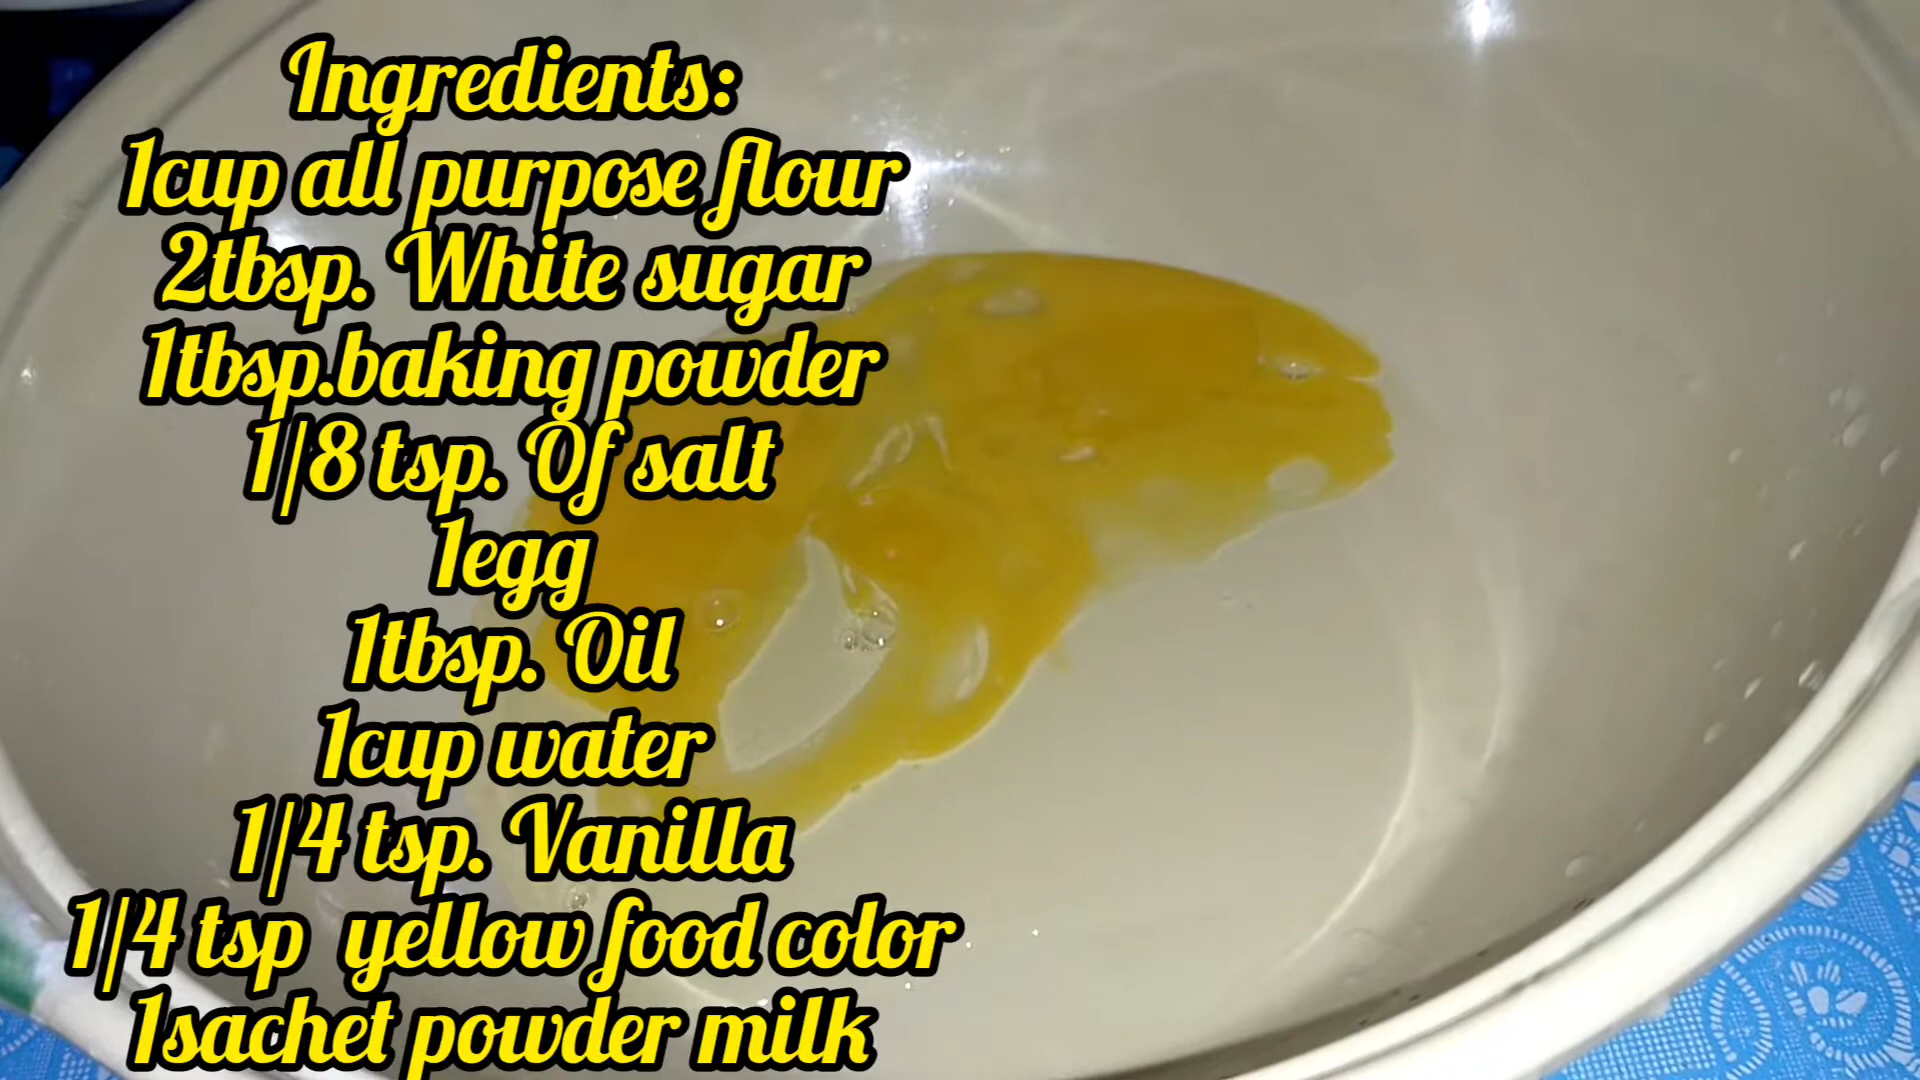 Ingredients:
1cup all purpose flour
2tbsp. White sugar
1tbsp.baking powder
1/8 tsp. Of salt
1egg
1tbsp. Oil
1cup water
1/4 tsp. Vanilla
1/4 tsp yellow food color
1sachet powder milk